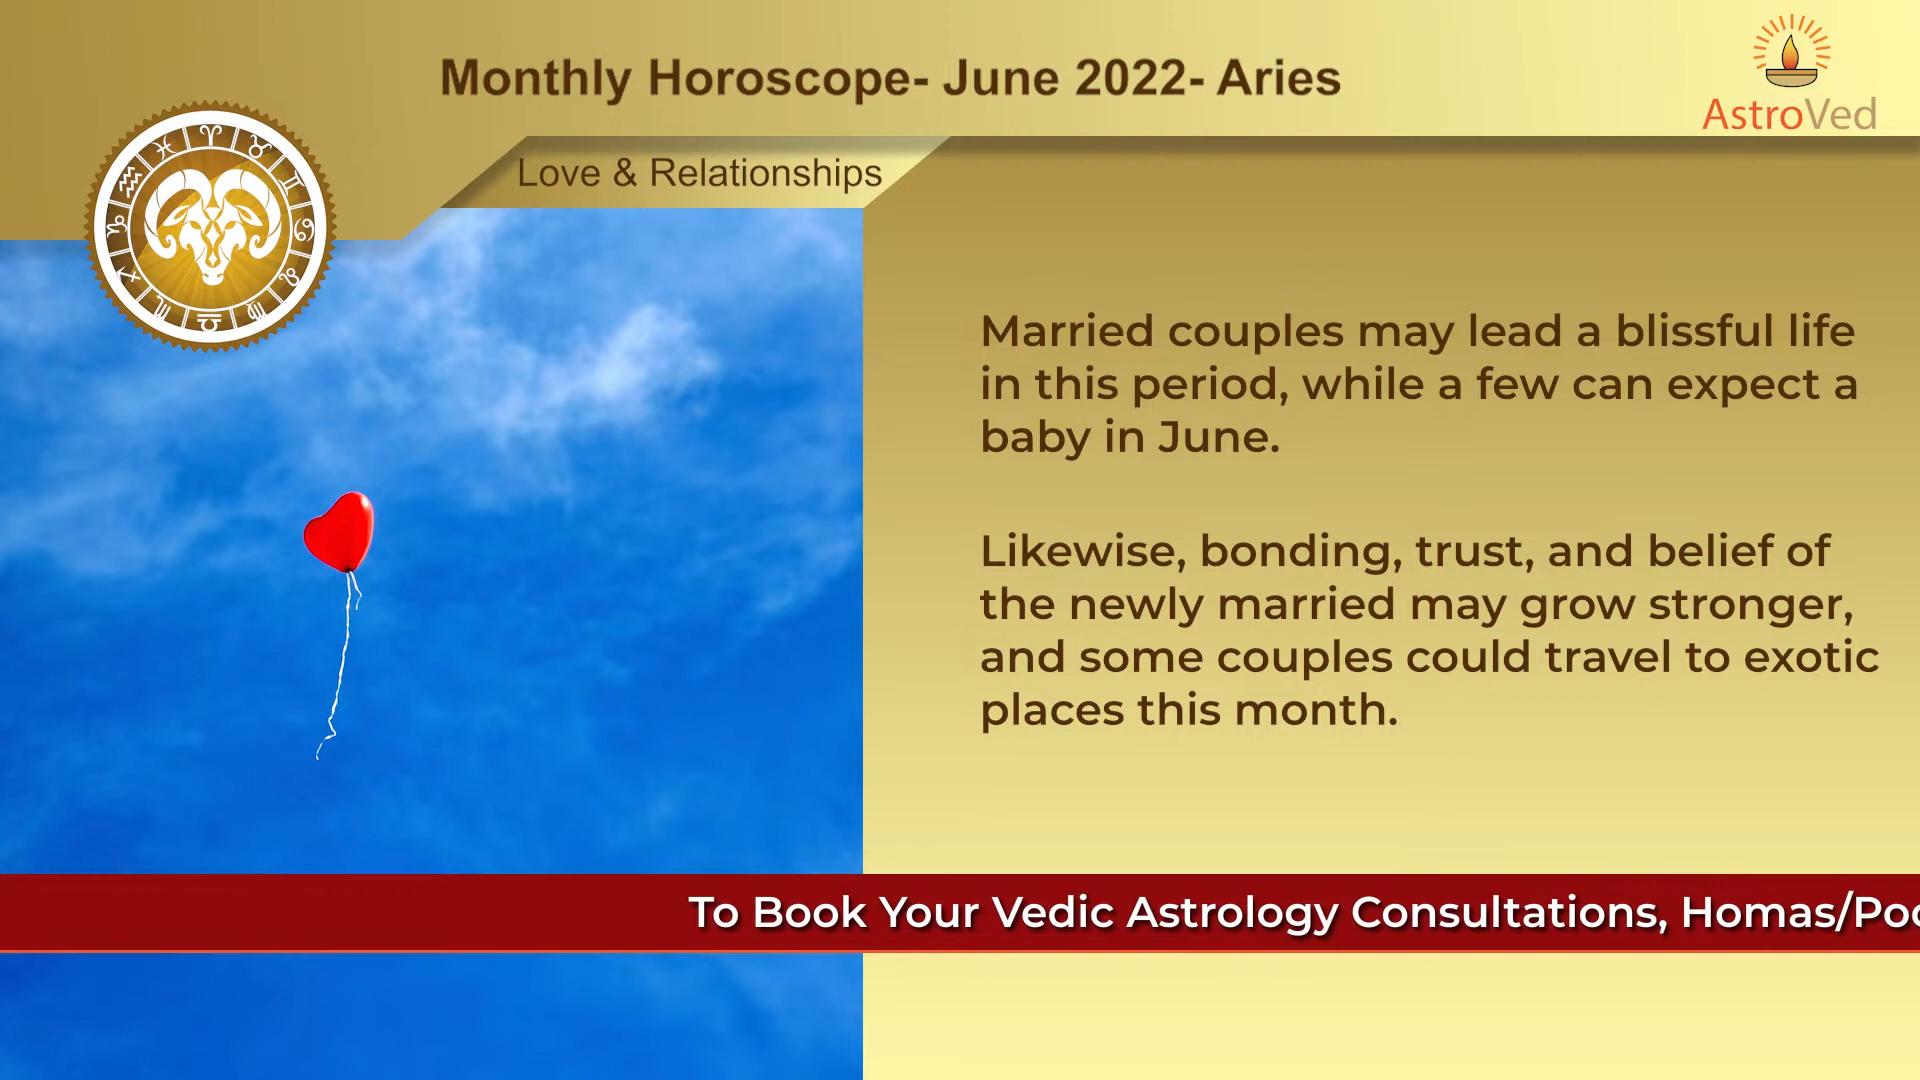 Monthly Horoscope- June 2022- Aries
AstroVed
Love & Relationships
Married couples may lead a blissful life
in this period, while a few can expect a
baby in June.
Likewise, bonding, trust, and belief of
the newly married may grow stronger,
and some couples could travel to exotic
places this month.
To Book Your Vedic Astrology Consultations, Homas/